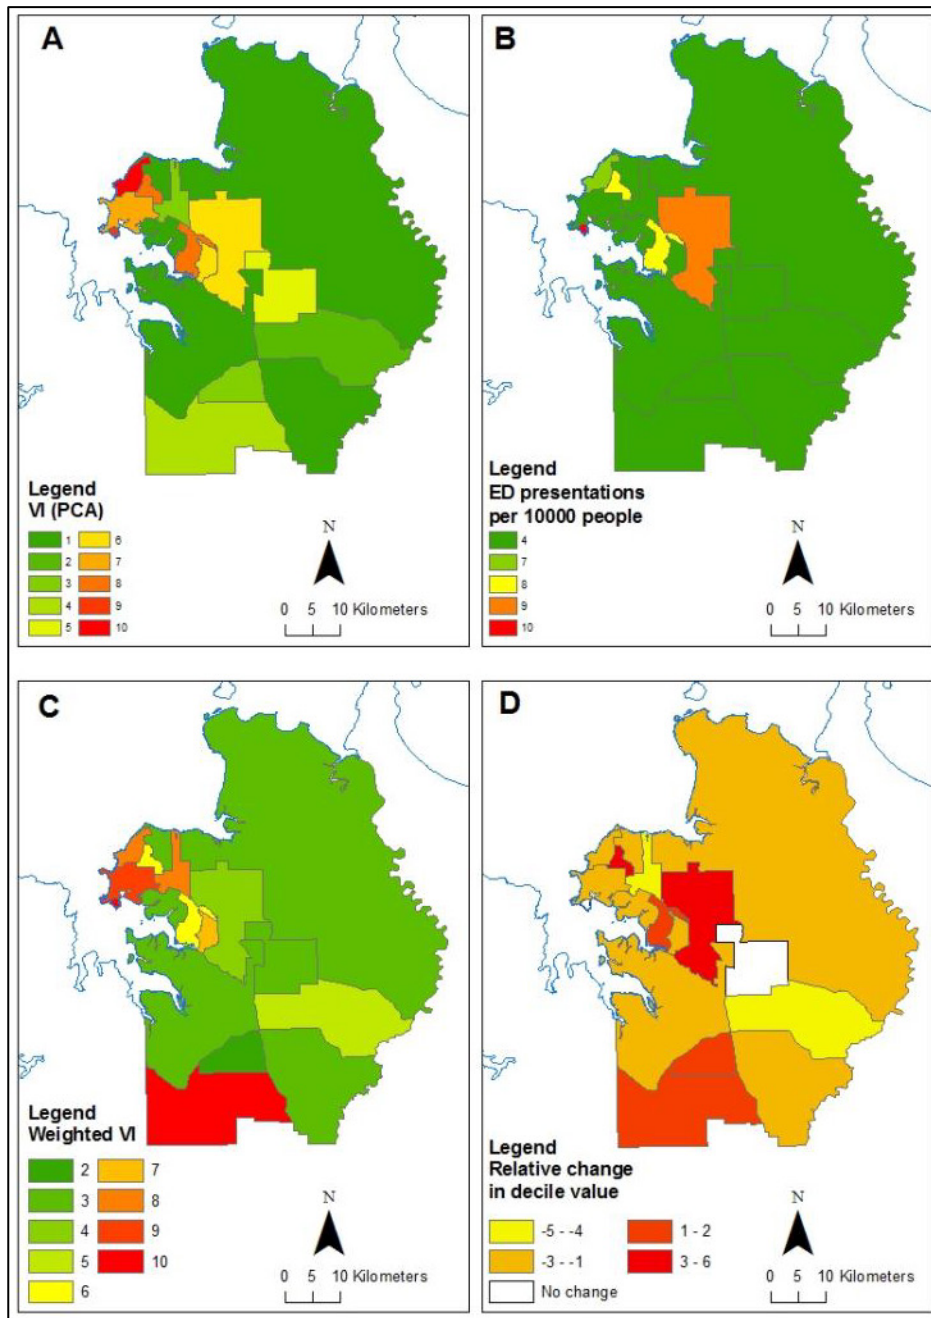 A
Legend
VI (PCA)
1 6
2 7
3 8
4 9
5 10
N
0 5 10 Kilometers
B
Legend
ED presentations
per 10000 people
4
7
8
9
10
N
0 5 10 Kilometers
C
Legend
Weighted VI
2 7
3 8
4 9
5 10
6
N
0 5 10 Kilometers
D
Legend
Relative change
in decile value
-5 - -4 1 - 2
-3 - -1 3 - 6
No change
N
0 5 10 Kilometers